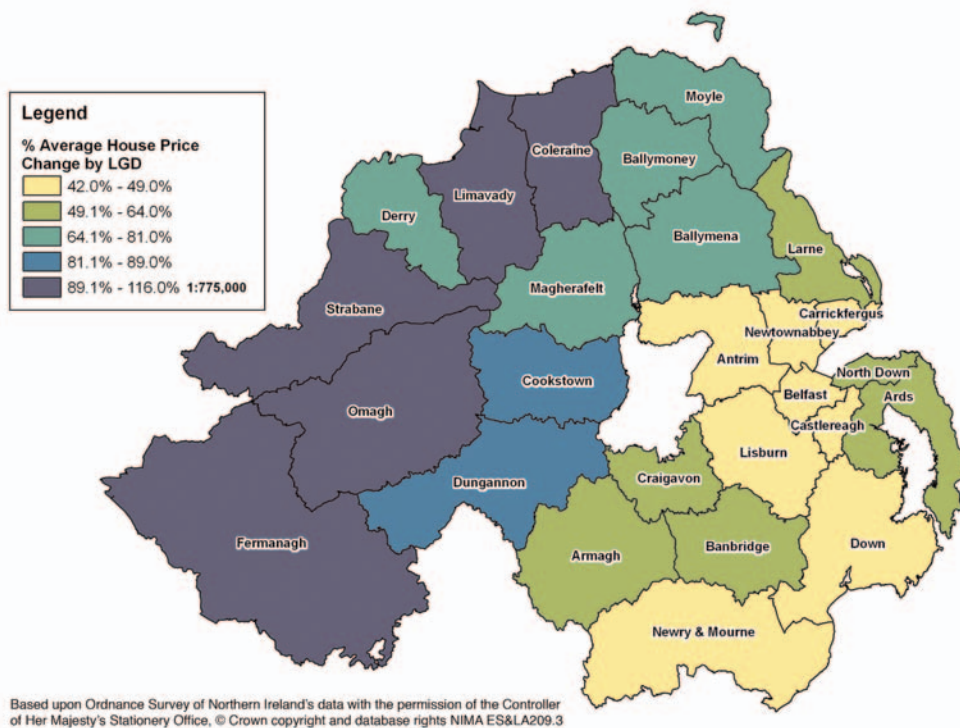 Legend
% Average House Price
Change by LGD
42.0% - 49.0%
49.1% - 64.0%
64.1% - 81.0%
81.1% - 89.0%
89.1% - 116.0% 1:775,000
Moyle
Coleraine
Ballymoney
Limavady
Derry
Ballymena
Larne
Magherafelt
Strabane
Carrickfergus
Newtownabbey
Antrim
North Down
Cookstown
Belfast
Ards
Omagh
Castlereagh
Lisburn
Craigavon
Dungannon
Fermanagh
Armagh
Banbridge
Down
Newry & Mourne
Based upon Ordnance Survey of Northern Ireland's data with the permission of the Controller
of Her Majesty's Stationery Office, © Crown copyright and database rights NIMA ES&LA209.3